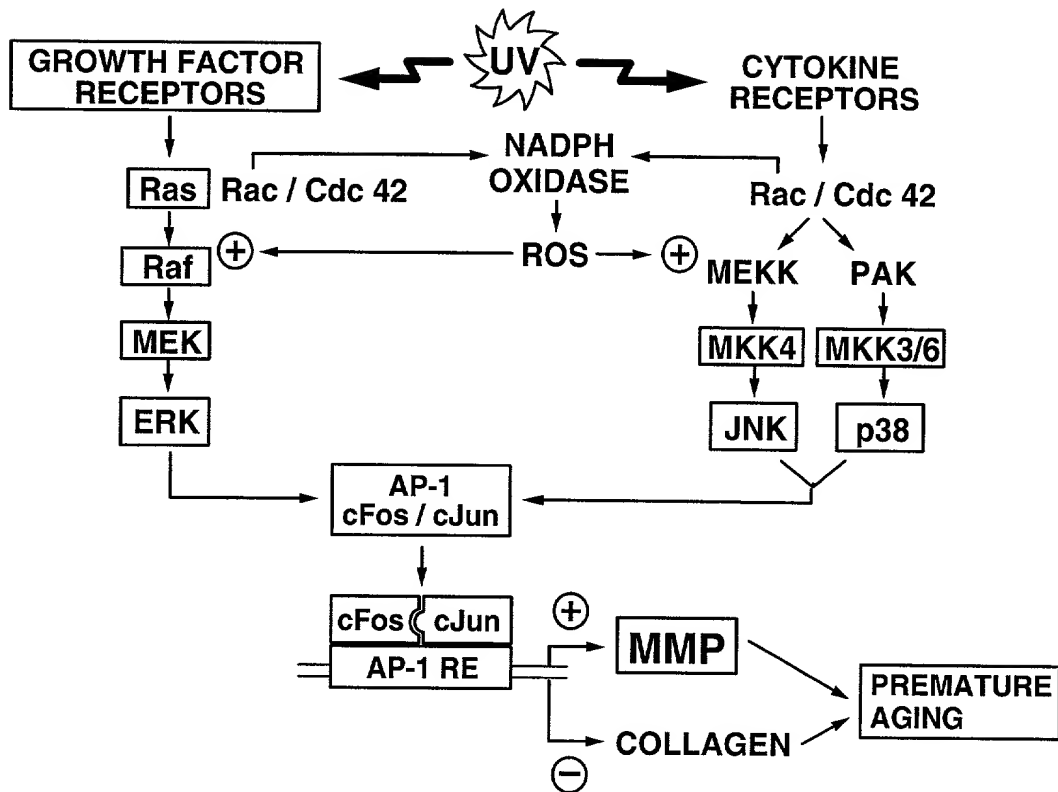 UV
GROWTH FACTOR
RECEPTORS
CYTOKINE
RECEPTORS
NADPH
OXIDASE
Ras
Rac / Cdc 42
Rac / Cdc 42
Raf
+
ROS
+
MEKK
PAK
MEK
MKK4
MKK3/6
ERK
JNK
p38
AP-1
cFos / cJun
cFos
cJun
AP-1 RE
+
MMP
−
COLLAGEN
PREMATURE
AGING